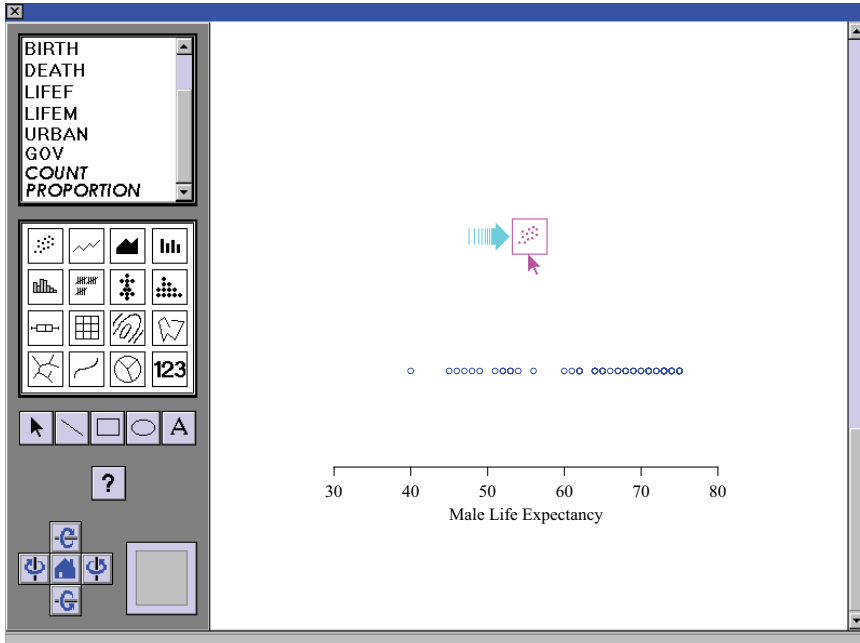 BIRTH
DEATH
LIFEF
LIFEM
URBAN
GOV
COUNT
PROPORTION
123
A
?
30 40 50 60 70 80
Male Life Expectancy